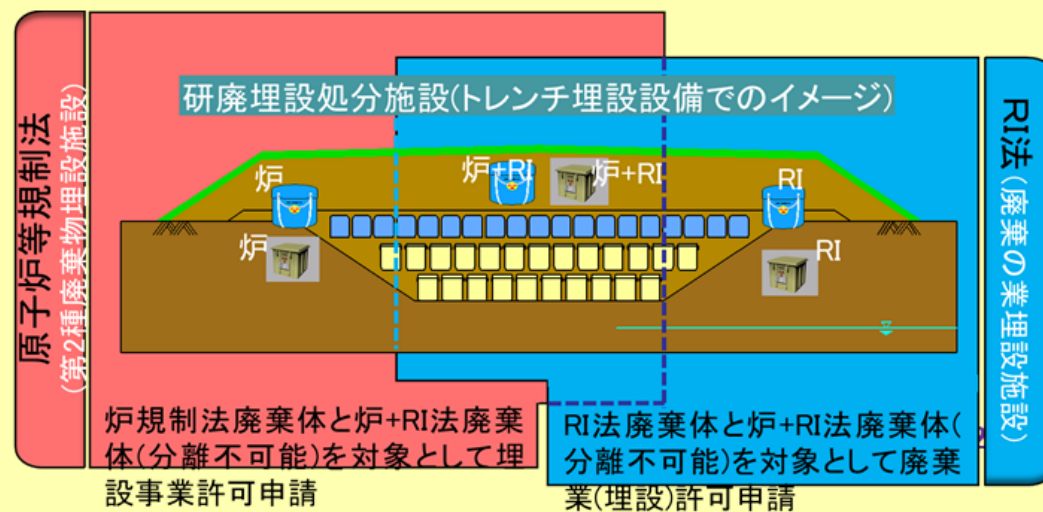 原子炉等規制法
(第2種廃棄物埋設施設)
研廃埋設処分施設(トレンチ埋設設備でのイメージ)
炉
炉+RI
炉+RI
RI
炉
RI
炉規制法廃棄体と炉+RI法廃棄
体(分離不可能)を対象として埋
設事業許可申請
RI法廃棄体と炉+RI法廃棄体(
分離不可能)を対象として廃棄
業(埋設)許可申請
RI法
(廃棄の業埋設施設)